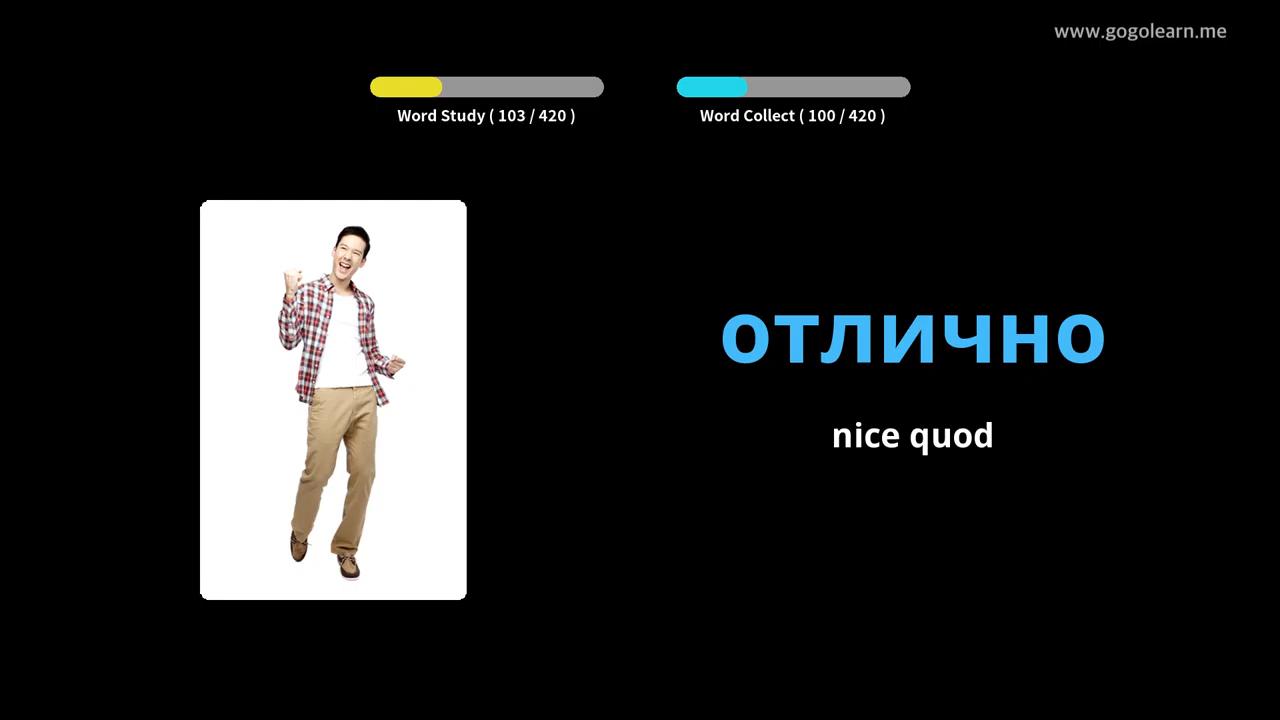 www.gogolearn.me
Word Study ( 103 / 420 )
Word Collect ( 100 / 420 )
отлично
nice quod